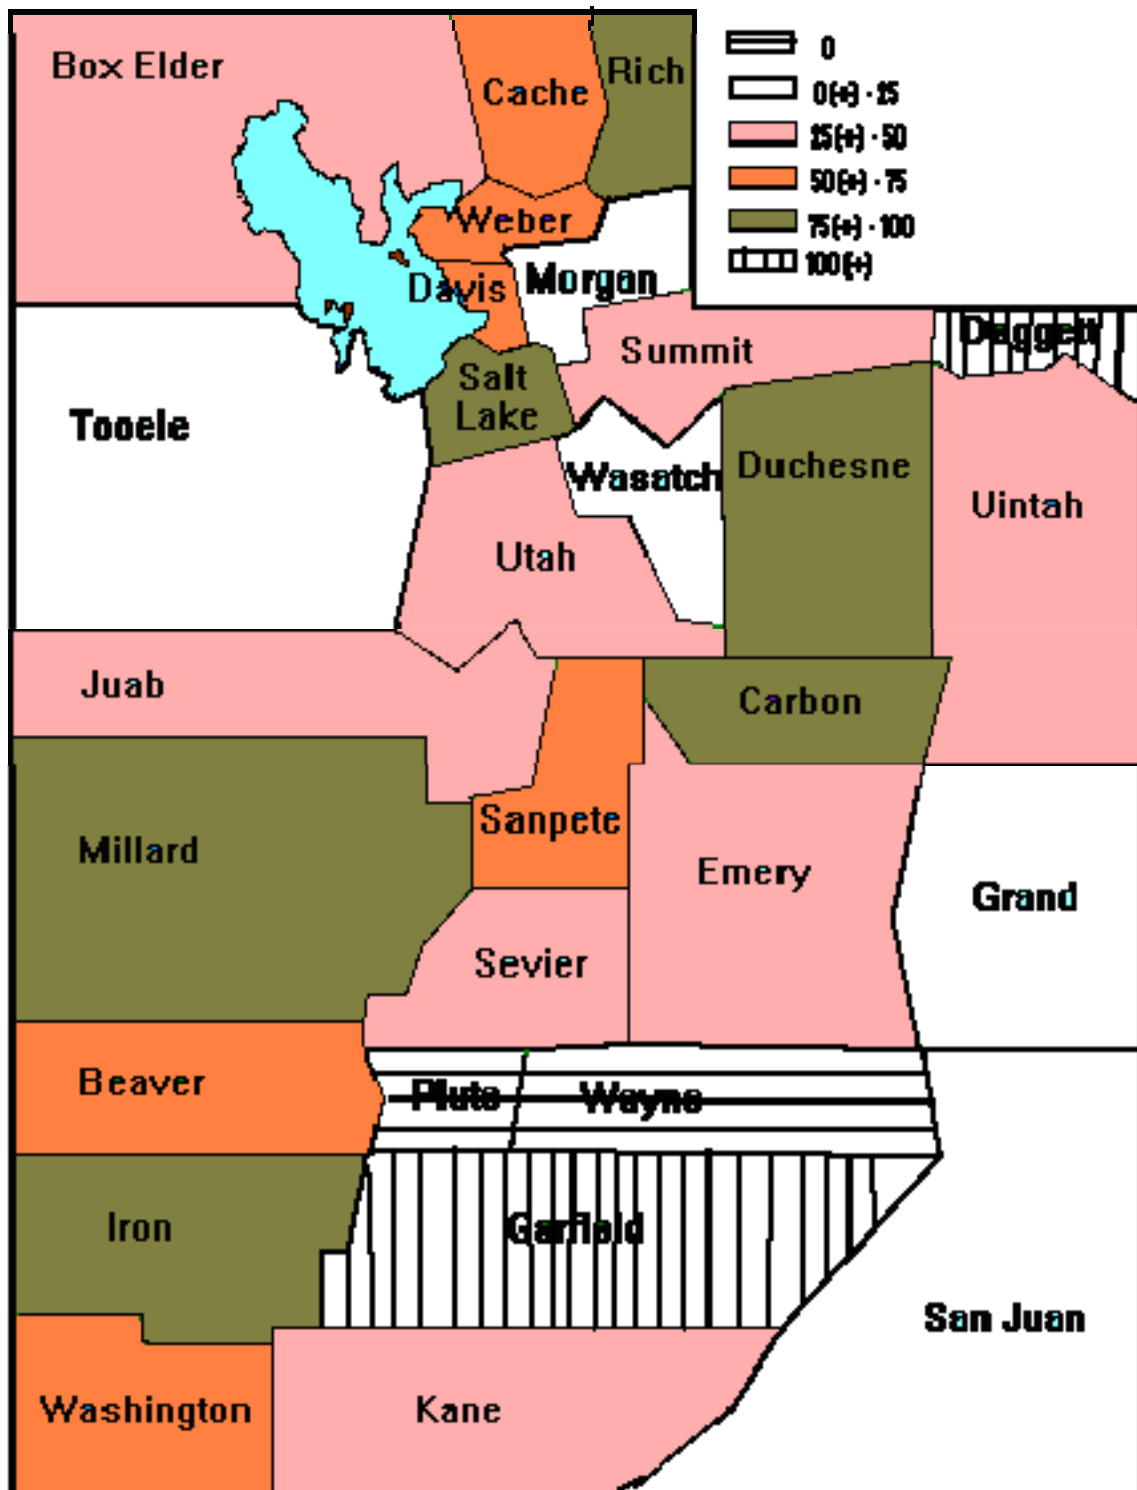 Box Elder
Cache
Rich
0
0(+) - 25
25(+) - 50
50(+) - 75
75(+) - 100
100(+)
Weber
Davis
Morgan
Daggett
Summit
Salt
Lake
Tooele
Wasatch
Duchesne
Uintah
Utah
Juab
Carbon
Sanpete
Millard
Emery
Grand
Sevier
Beaver
Piute
Wayne
Iron
Garfield
San Juan
Washington
Kane